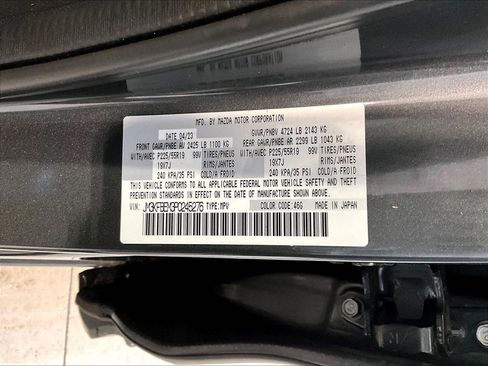 MFD. BY MAZDA MOTOR CORPORATION
DATE 04/23 GVWR/PNBV 4724 LB 2143 KG
FRONT GAWR/PNBE AV 2425 LB 1100 KG REAR GAWR/PNBE AR 2299 LB 1043 KG
WITH/AVEC P225/55R19 99V TIRES/PNEUS WITH/AVEC P225/55R19 99V TIRES/PNEUS
19X7J RIMS/JANTES 19X7J RIMS/JANTES
240 KPA/35 PSI COLD/A FROID 240 KPA/35 PSI COLD/A FROID
THIS VEHICLE CONFORMS TO ALL APPLICABLE FEDERAL MOTOR VEHICLE SAFETY, BUMPER, AND THEFT
PREVENTION STANDARDS IN EFFECT ON THE DATE OF MANUFACTURE SHOWN ABOVE.
VIN: JM3KFBEM3P0245276 TYPE:MPV COLOR CODE:46G MADE IN JAPAN